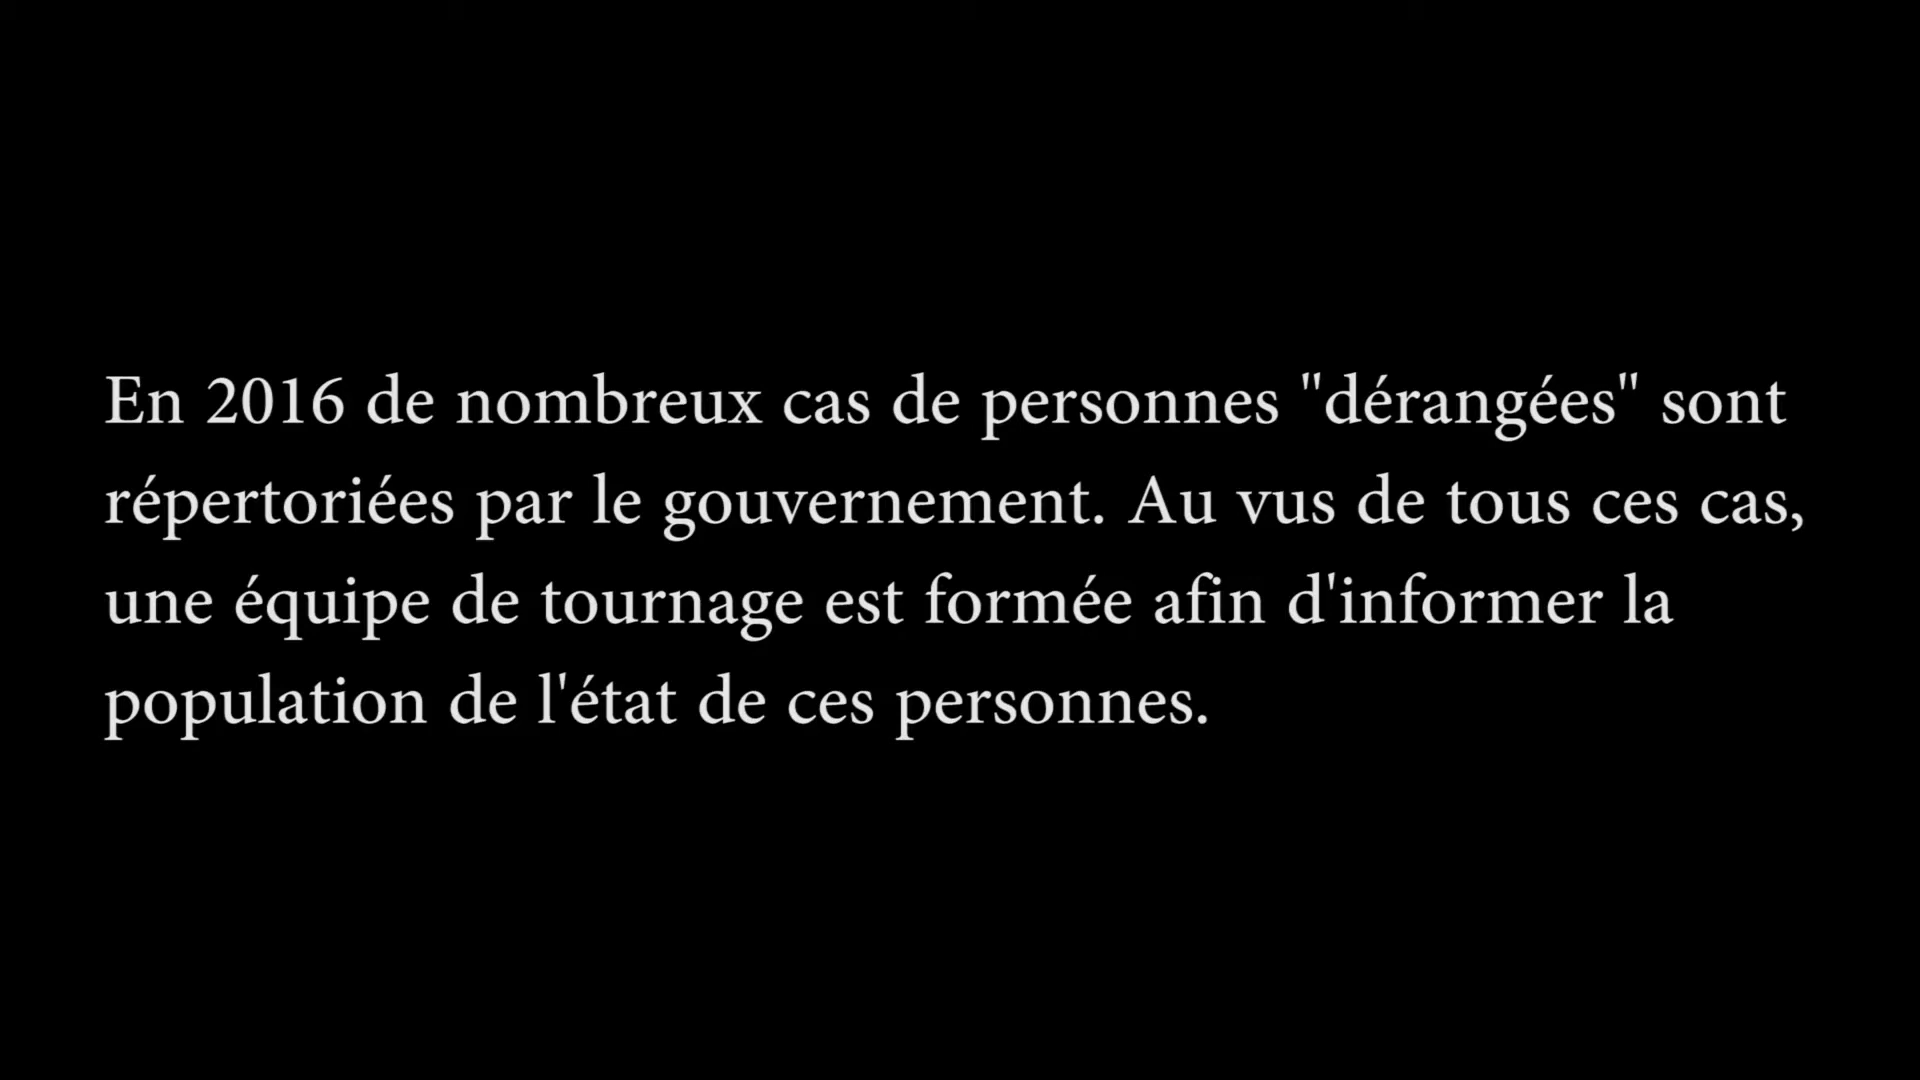 En 2016 de nombreux cas de personnes "dérangées" sont
répertoriées par le gouvernement. Au vus de tous ces cas,
une équipe de tournage est formée afin d'informer la
population de l'état de ces personnes.